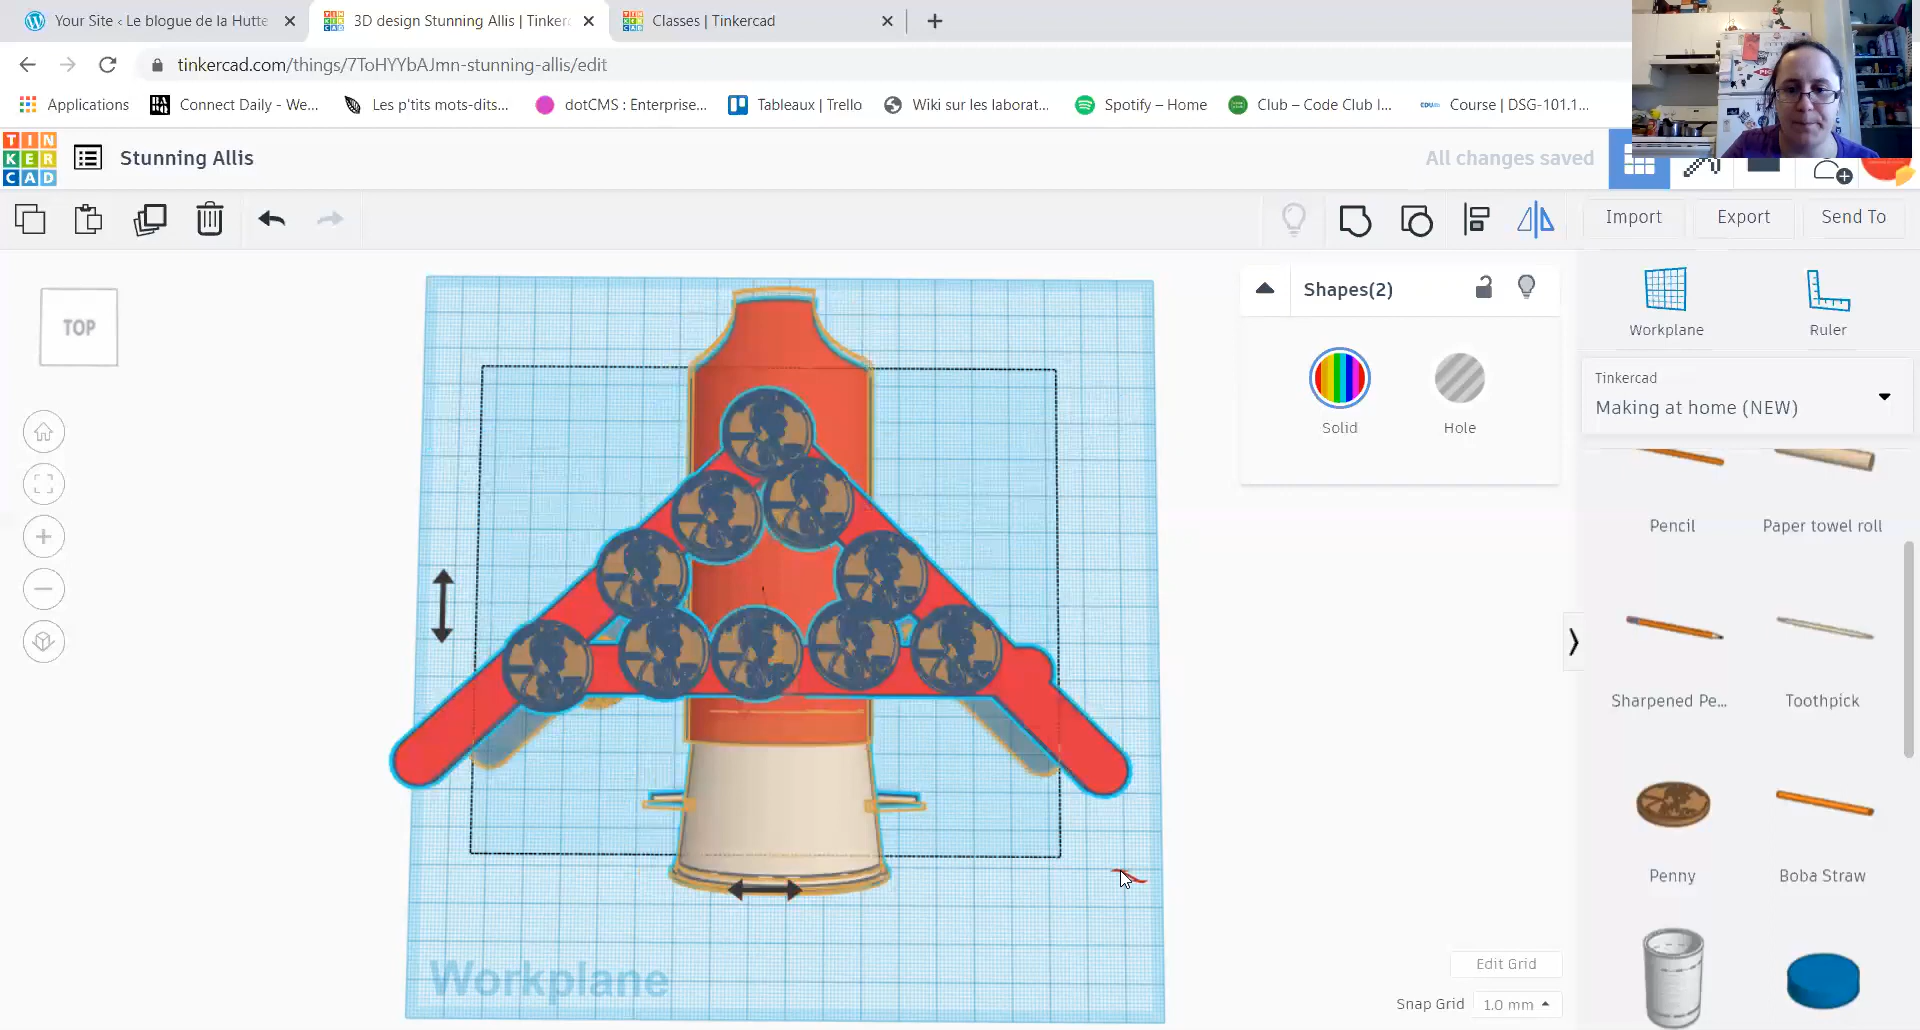 Your Site ‹ Le blogue de la Hutte
3D design Stunning Allis | Tinkerc
Classes | Tinkercad
tinkercad.com/things/7ToHYYbAJmn-stunning-allis/edit
Applications
Connect Daily - We...
Les p'tits mots-dits...
dotCMS : Enterprise...
Tableaux | Trello
Wiki sur les laborat...
Spotify – Home
Club – Code Club I...
Course | DSG-101.1...
TIN
KER
CAD
Stunning Allis
All changes saved
Import
Export
Send To
TOP
Shapes(2)
Solid
Hole
Workplane
Ruler
Tinkercad
Making at home (NEW)
Pencil
Paper towel roll
Sharpened Pe...
Toothpick
Penny
Boba Straw
Workplane
Edit Grid
Snap Grid
1.0 mm